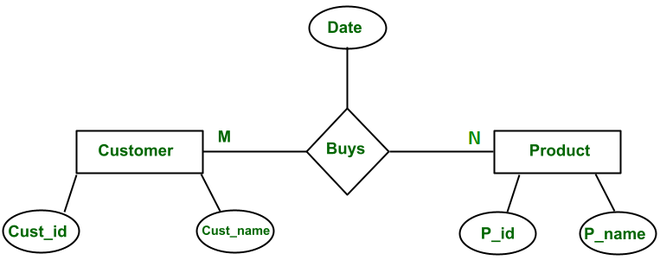 Date
Customer
M
Buys
N
Product
Cust_id
Cust_name
P_id
P_name